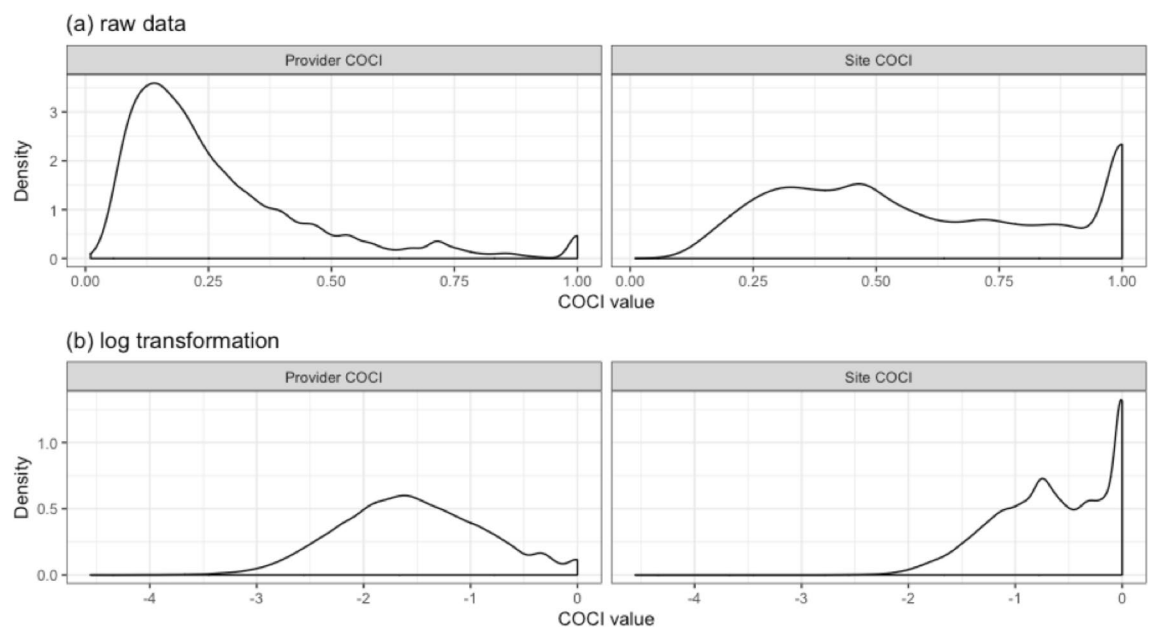 (a) raw data
Provider COCI
Site COCI
Density
3
2
1
0
0.00 0.25 0.50 0.75 1.00
0.00 0.25 0.50 0.75 1.00
COCI value
(b) log transformation
Provider COCI
Site COCI
Density
1.0
0.5
0.0
-4 -3 -2 -1 0
-4 -3 -2 -1 0
COCI value